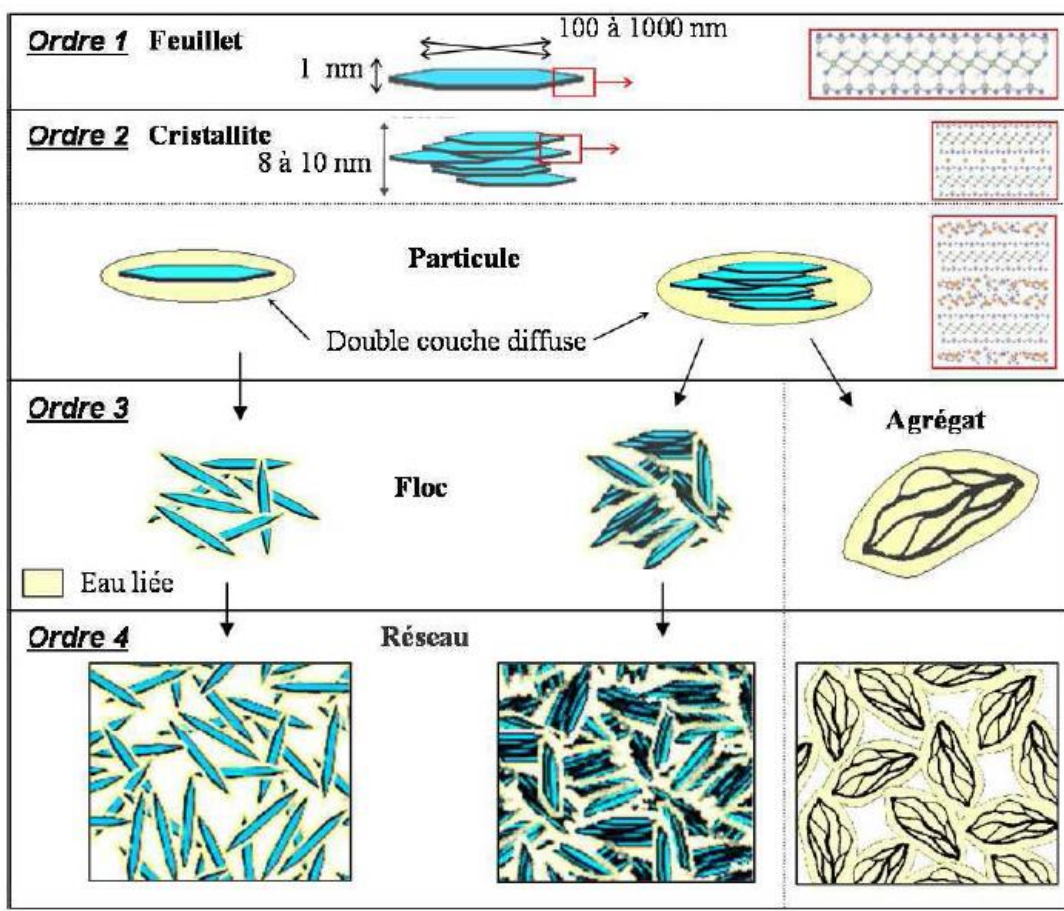 Ordre 1 Feuillet
100 à 1000 nm
1 nm
Ordre 2 Cristallite
8 à 10 nm
Particule
Double couche diffuse
Ordre 3
Agrégat
Floc
Eau liée
Ordre 4
Réseau